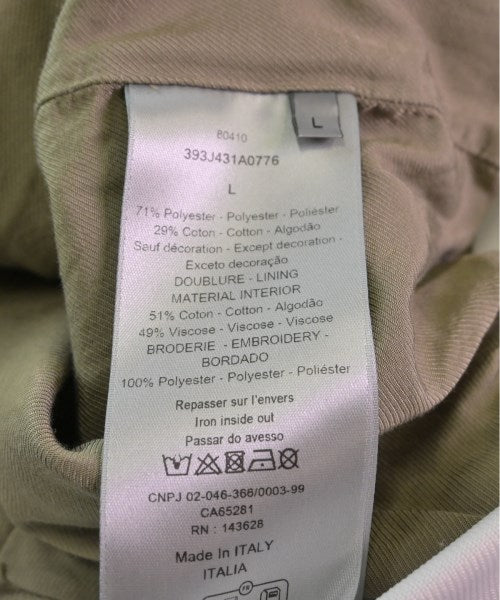 L
80410
393J431A0776
L
71% Polyester - Polyester - Poliéster
29% Coton - Cotton - Algodão
Sauf décoration - Except decoration -
Exceto decoração
DOUBLURE - LINING
MATERIAL INTERIOR
51% Coton - Cotton - Algodão
49% Viscose - Viscose - Viscose
BRODERIE - EMBROIDERY -
BORDADO
100% Polyester - Polyester - Poliéster
Repasser sur l'envers
Iron inside out
Passar do avesso
CNPJ 02-046-366/0003-99
CA65281
RN : 143628
Made In ITALY
ITALIA